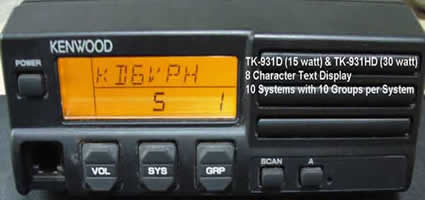 KENWOOD
POWER
KD6VPH
5 1
TK-931D (15 watt) & TK-931HD (30 watt)
8 Character Text Display
10 Systems with 10 Groups per System
VOL
SYS
GRP
SCAN
A